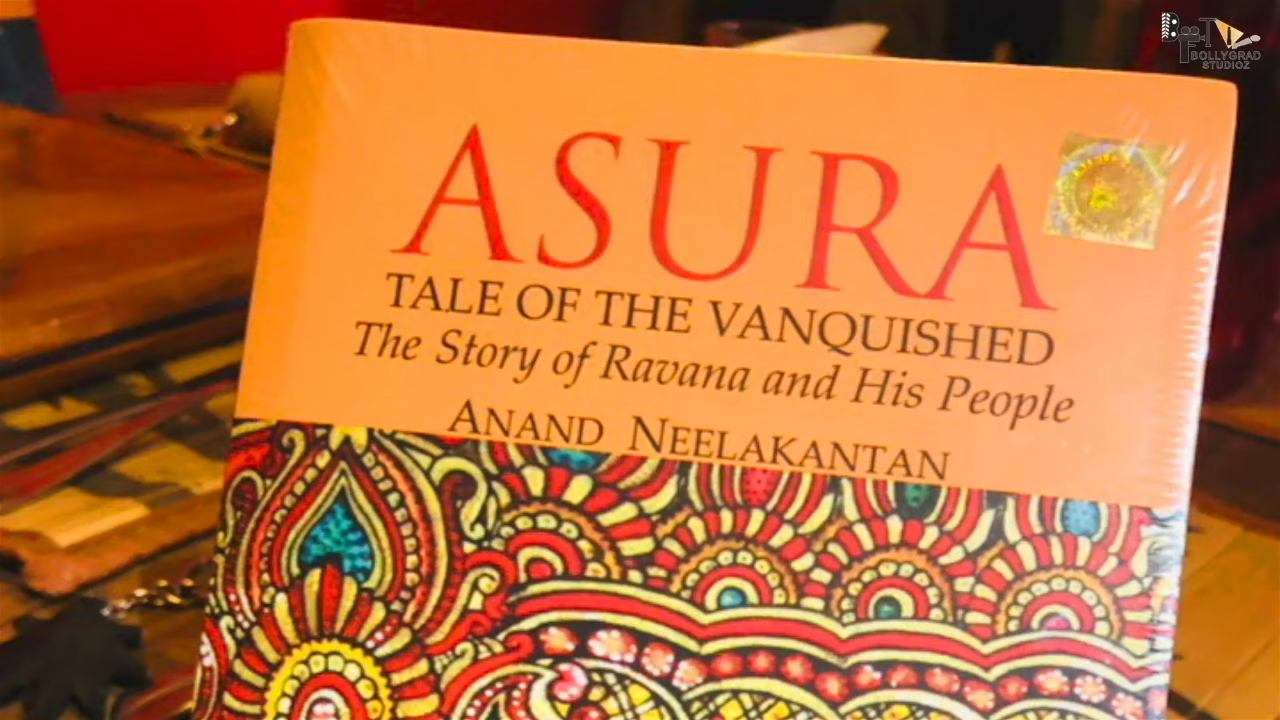 ASURA
TALE OF THE VANQUISHED
The Story of Ravana and His People
ANAND NEELAKANTAN
BOLLYGRAD
STUDIOZ